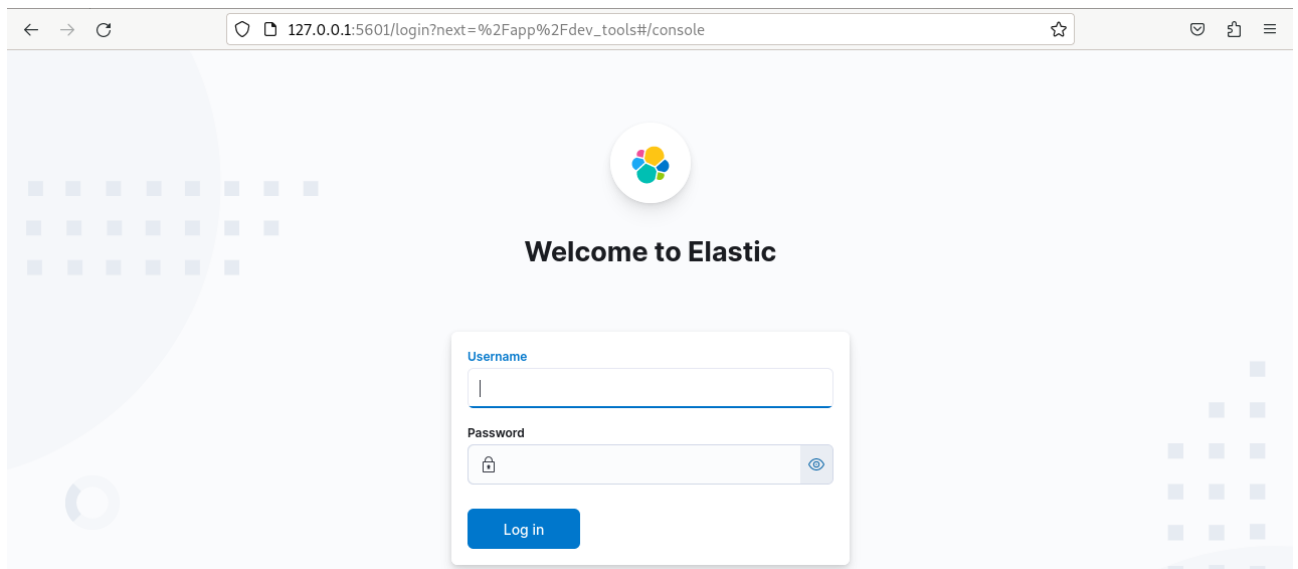 127.0.0.1:5601/login?next=%2Fapp%2Fdev_tools#/console
Welcome to Elastic
Username
Password
Log in